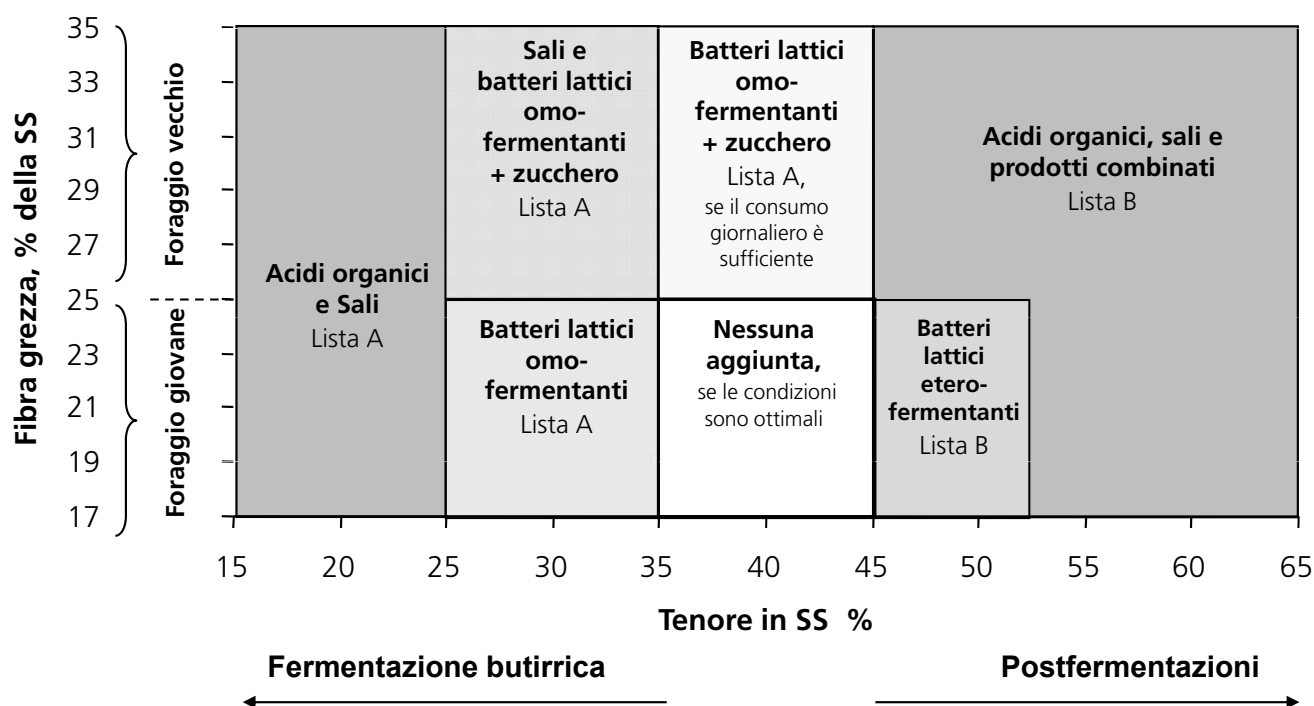 Fibra grezza, % della SS
Foraggio vecchio
Foraggio giovane
35
33
31
29
27
25
23
21
19
17
Acidi organici
e Sali
Lista A
Sali e
batteri lattici
omo-
fermentanti
+ zucchero
Lista A
Batteri lattici
omo-
fermentanti
+ zucchero
Lista A,
se il consumo
giornaliero è
sufficiente
Acidi organici, sali e
prodotti combinati
Lista B
Batteri lattici
omo-
fermentanti
Lista A
Nessuna
aggiunta,
se le condizioni
sono ottimali
Batteri
lattici
etero-
fermentanti
Lista B
15 20 25 30 35 40 45 50 55 60 65
Tenore in SS %
Fermentazione butirrica
Postfermentazioni